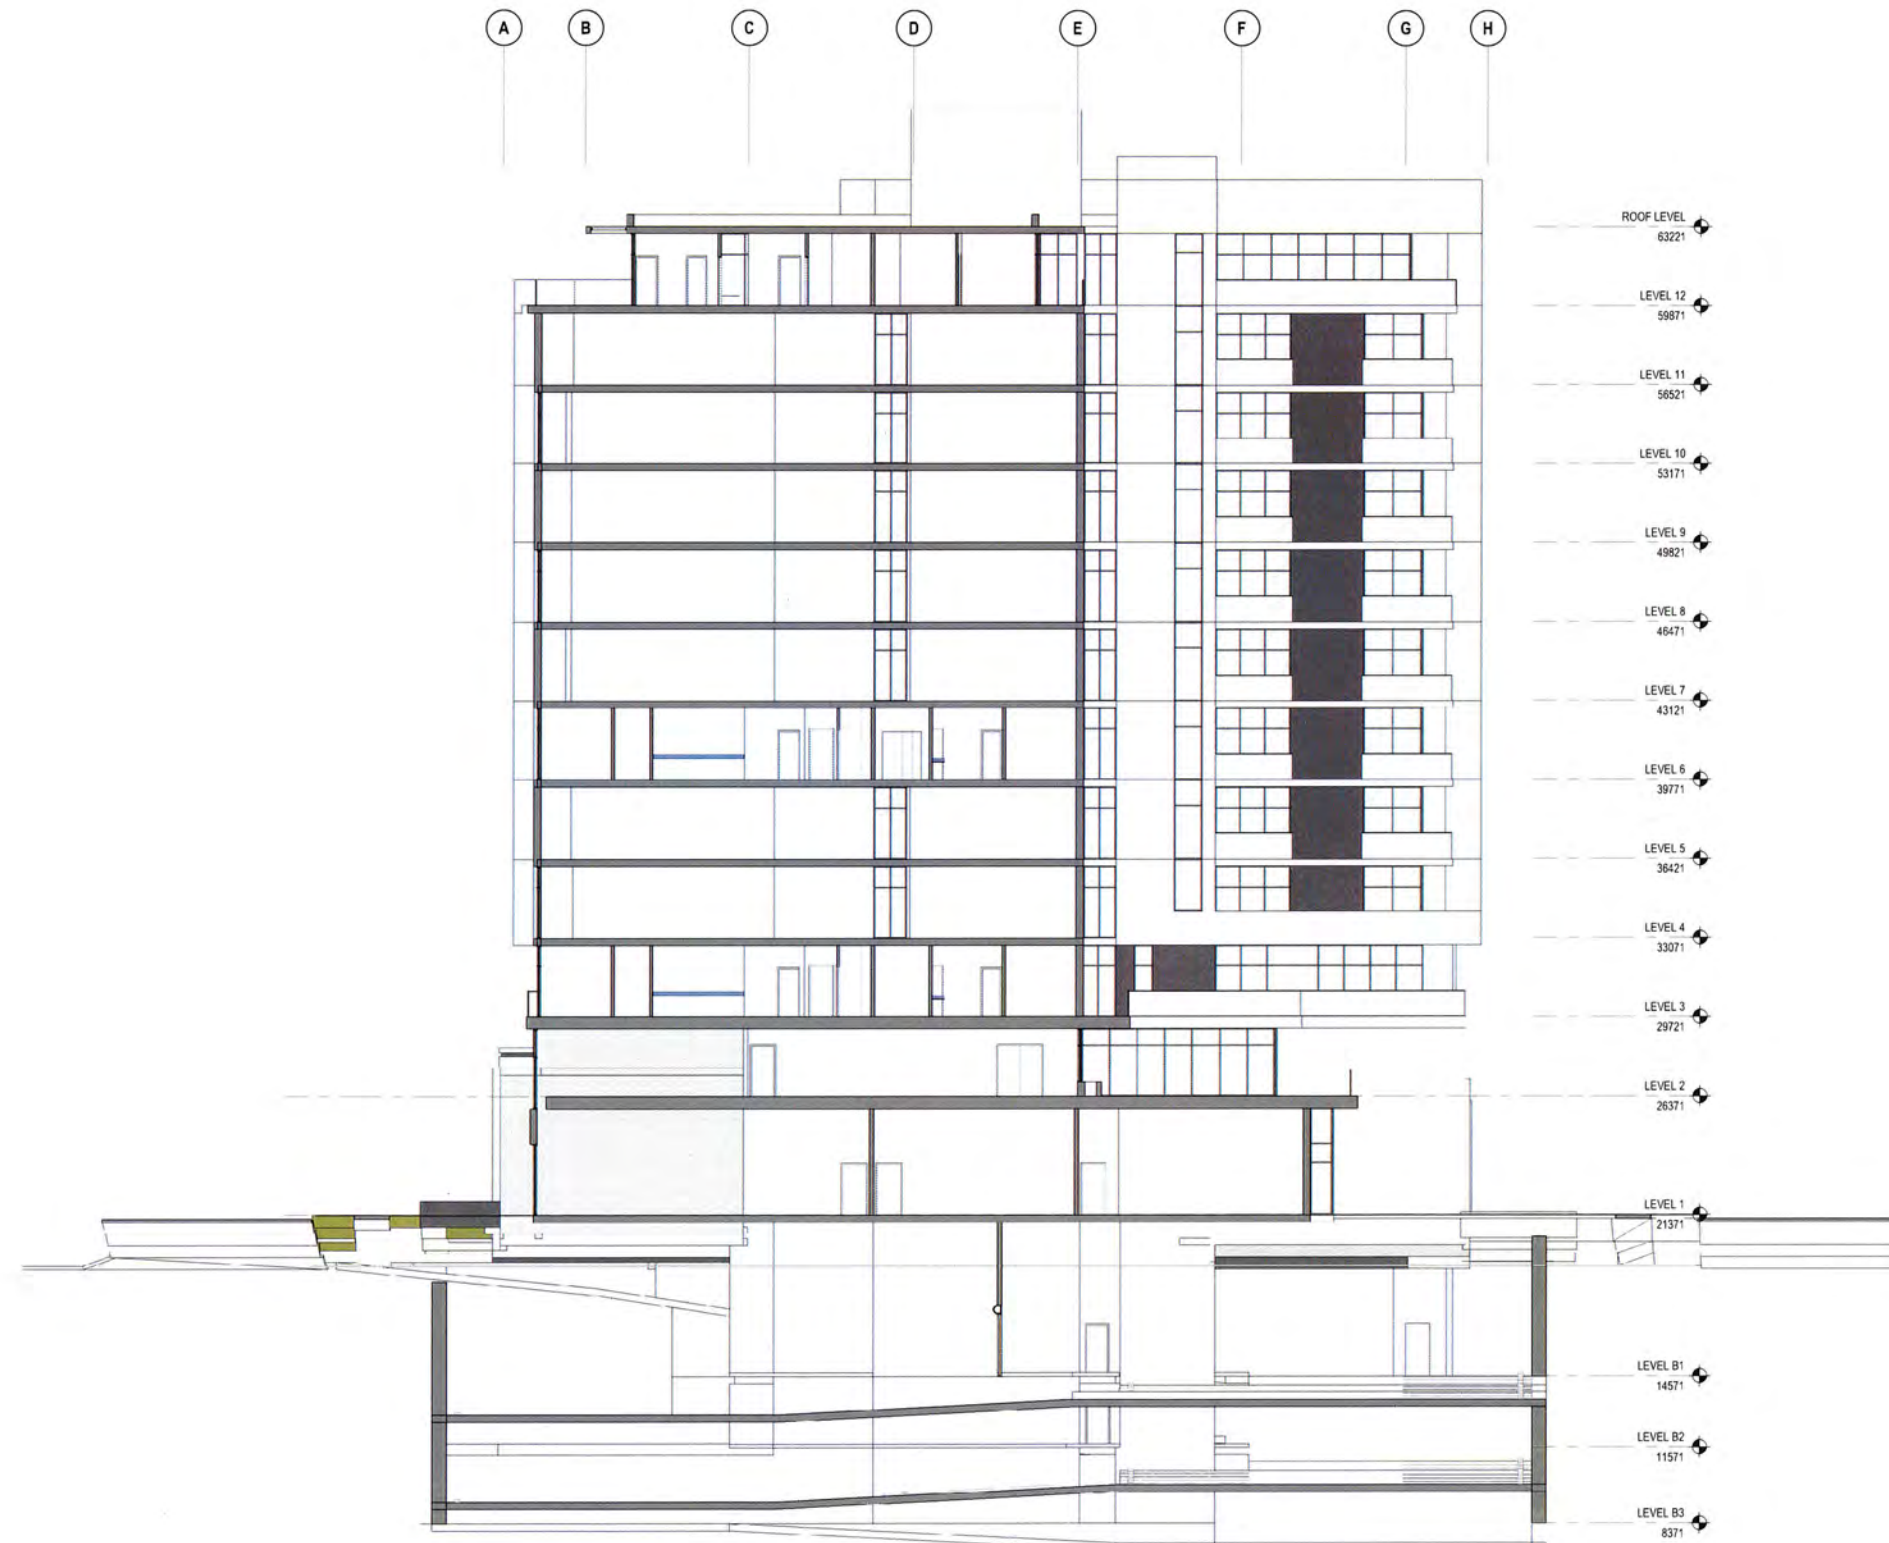 A B C D E F G H
ROOF LEVEL
63221
LEVEL 12
59871
LEVEL 11
56521
LEVEL 10
53171
LEVEL 9
49821
LEVEL 8
46471
LEVEL 7
43121
LEVEL 6
39771
LEVEL 5
36421
LEVEL 4
33071
LEVEL 3
29721
LEVEL 2
26371
LEVEL 1
21371
LEVEL B1
14571
LEVEL B2
11571
LEVEL B3
8371